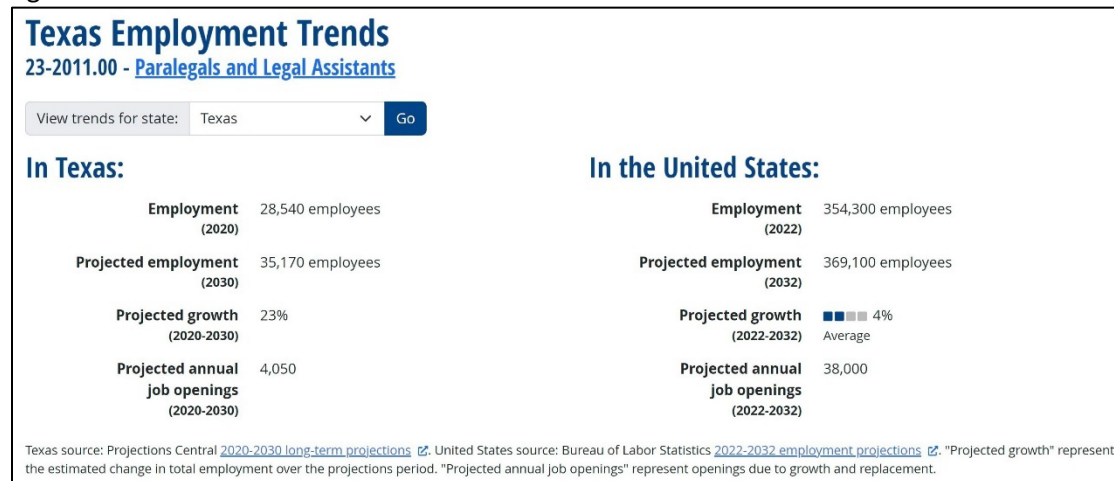 Texas Employment Trends
23-2011.00 - Paralegals and Legal Assistants
View trends for state: Texas Go
In Texas:
Employment 28,540 employees
(2020)
Projected employment 35,170 employees
(2030)
Projected growth 23%
(2020-2030)
Projected annual 4,050
job openings
(2020-2030)
In the United States:
Employment 354,300 employees
(2022)
Projected employment 369,100 employees
(2032)
Projected growth 4%
(2022-2032) Average
Projected annual 38,000
job openings
(2022-2032)
Texas source: Projections Central 2020-2030 long-term projections. United States source: Bureau of Labor Statistics 2022-2032 employment projections. "Projected growth" represent
the estimated change in total employment over the projections period. "Projected annual job openings" represent openings due to growth and replacement.